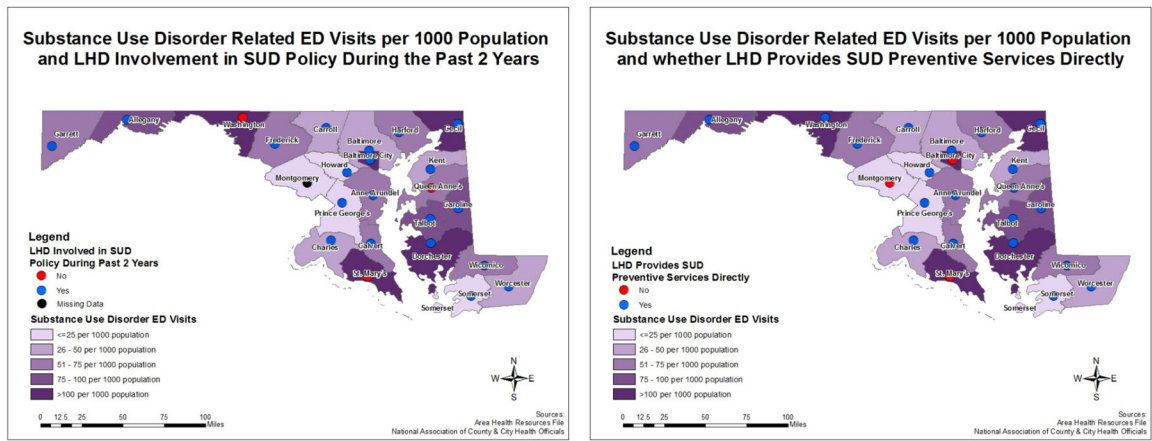 Substance Use Disorder Related ED Visits per 1000 Population
and LHD Involvement in SUD Policy During the Past 2 Years
Garrett
Allegany
Washington
Frederick
Carroll
Baltimore
Harford
Cecil
Baltimore City
Howard
Kent
Montgomery
Queen Anne's
Anne Arundel
Prince George's
Caroline
Talbot
Charles
Calvert
Dorchester
St. Mary's
Wicomico
Somerset
Worcester
Somerset
Legend
LHD Involved in SUD
Policy During Past 2 Years
No
Yes
Missing Data
Substance Use Disorder ED Visits
<=25 per 1000 population
26 - 50 per 1000 population
51 - 75 per 1000 population
75 - 100 per 1000 population
>100 per 1000 population
0 12.5 25 50 75 100
Miles
N
W E
S
Sources:
Area Health Resources File
National Association of County & City Health Officials
Substance Use Disorder Related ED Visits per 1000 Population
and whether LHD Provides SUD Preventive Services Directly
Garrett
Allegany
Washington
Frederick
Carroll
Baltimore
Harford
Cecil
Baltimore City
Howard
Kent
Montgomery
Queen Anne's
Anne Arundel
Prince George's
Caroline
Talbot
Charles
Calvert
Dorchester
St. Mary's
Wicomico
Somerset
Worcester
Somerset
Legend
LHD Provides SUD
Preventive Services Directly
No
Yes
Substance Use Disorder ED Visits
<=25 per 1000 population
26 - 50 per 1000 population
51 - 75 per 1000 population
75 - 100 per 1000 population
>100 per 1000 population
0 12.5 25 50 75 100
Miles
N
W E
S
Sources:
Area Health Resources File
National Association of County & City Health Officials